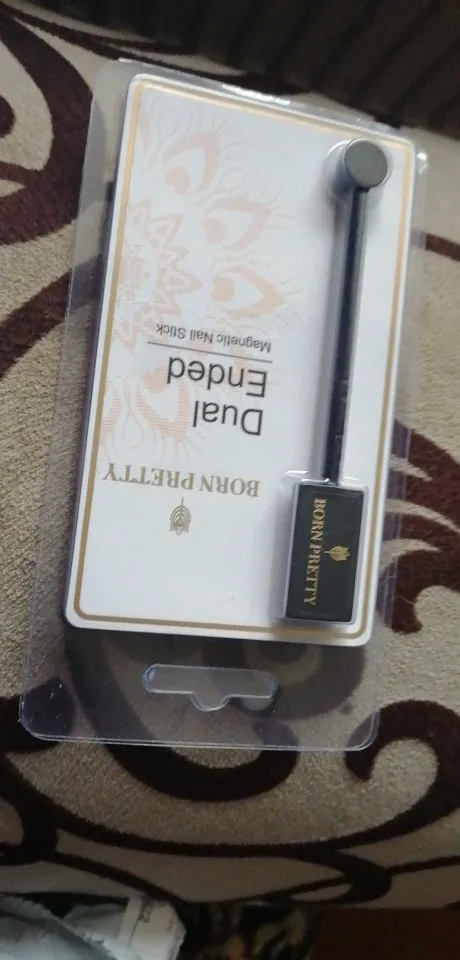 BORN PRETTY
Dual
Ended
Magnetic Nail Stick
BORN PRETTY